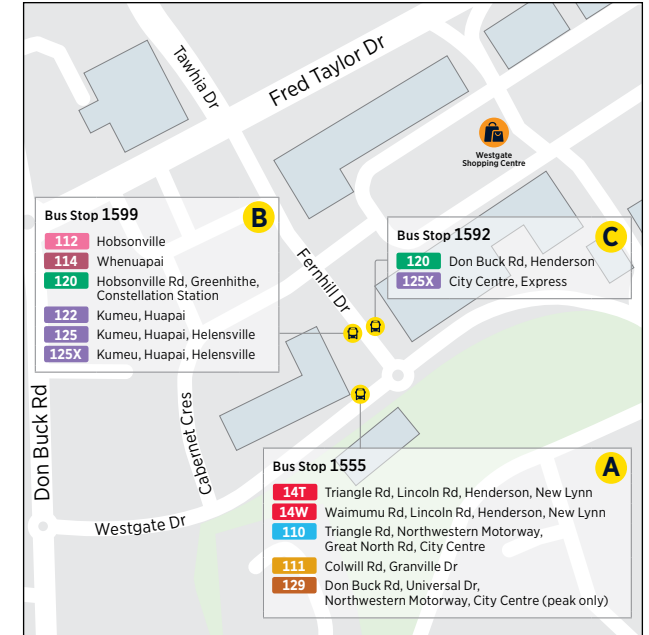 Tawhia Dr
Fred Taylor Dr
Westgate
Shopping Centre
Bus Stop 1599
B
112 Hobsonville
114 Whenuapai
120 Hobsonville Rd, Greenhithe,
Constellation Station
122 Kumeu, Huapai
125 Kumeu, Huapai, Helensville
125X Kumeu, Huapai, Helensville
Bus Stop 1592
C
120 Don Buck Rd, Henderson
125X City Centre, Express
Fernhill Dr
Don Buck Rd
Cabernet Cres
Westgate Dr
Bus Stop 1555
A
14T Triangle Rd, Lincoln Rd, Henderson, New Lynn
14W Waimumu Rd, Lincoln Rd, Henderson, New Lynn
110 Triangle Rd, Northwestern Motorway,
Great North Rd, City Centre
111 Colwill Rd, Granville Dr
129 Don Buck Rd, Universal Dr,
Northwestern Motorway, City Centre (peak only)